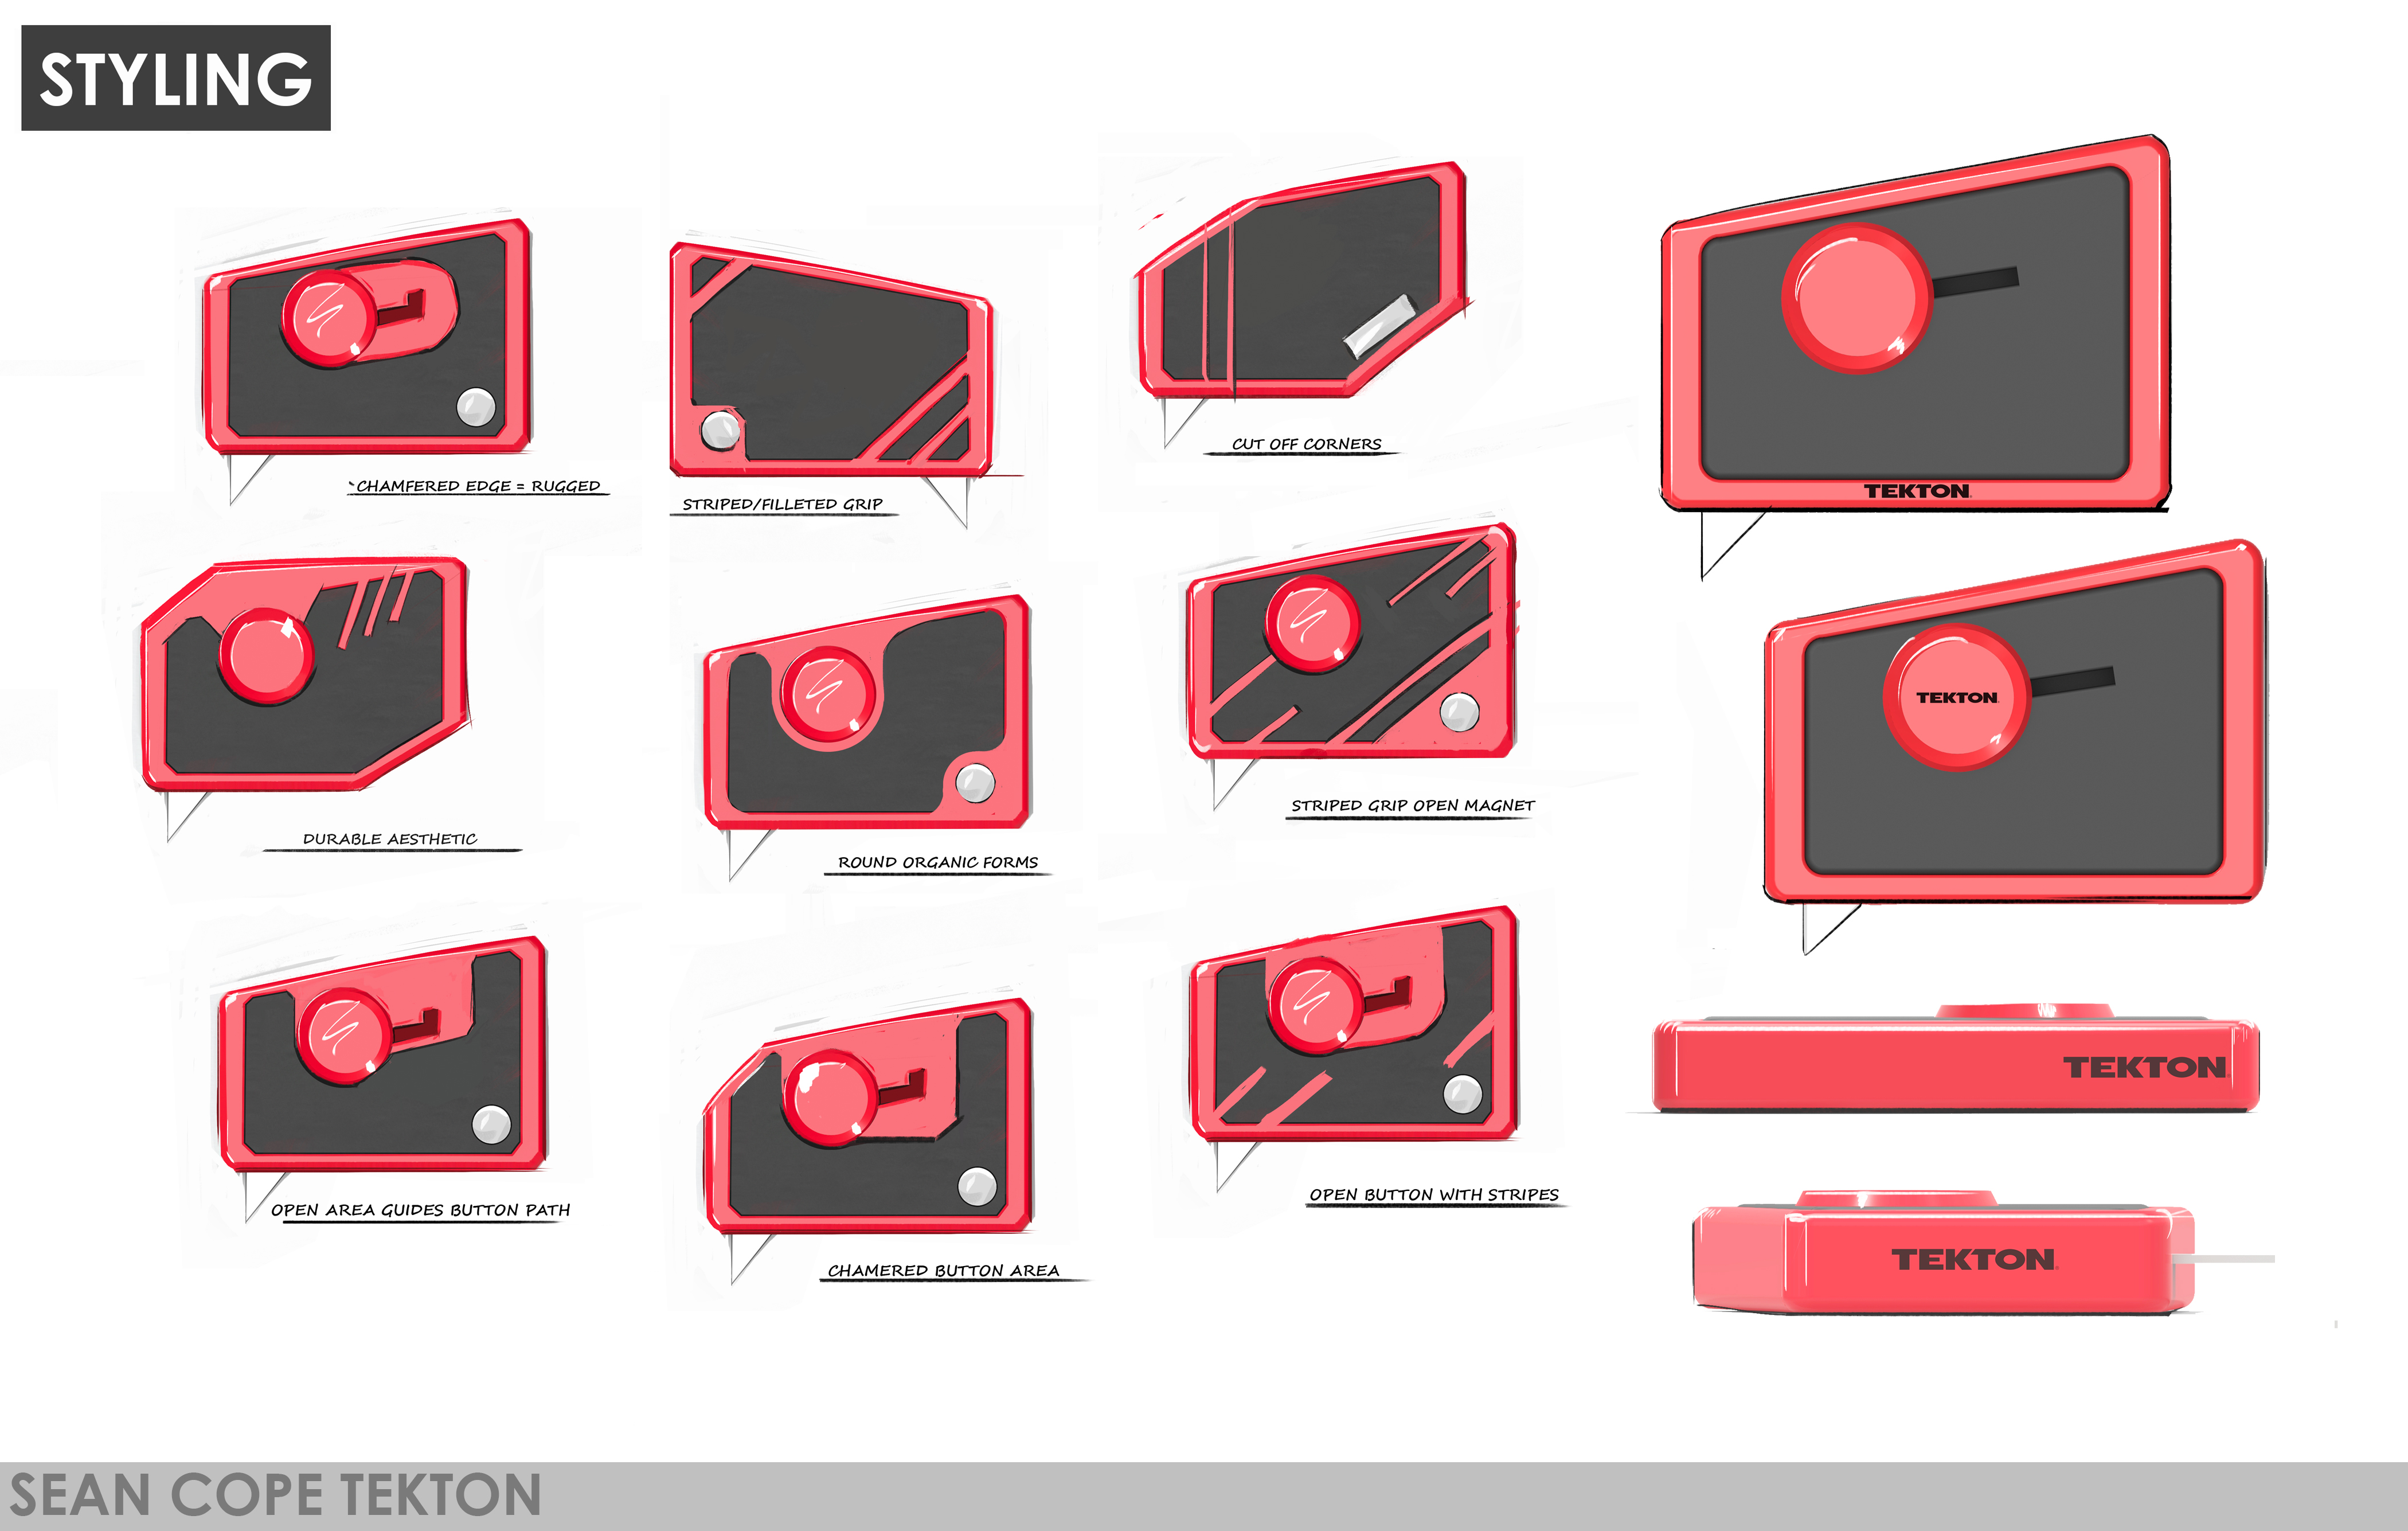 STYLING
CHAMFERED EDGE = RUGGED
STRIPED/FILLETED GRIP
CUT OFF CORNERS
TEKTON
DURABLE AESTHETIC
ROUND ORGANIC FORMS
STRIPED GRIP OPEN MAGNET
TEKTON
OPEN AREA GUIDES BUTTON PATH
CHAMERED BUTTON AREA
OPEN BUTTON WITH STRIPES
TEKTON
TEKTON
SEAN COPE TEKTON